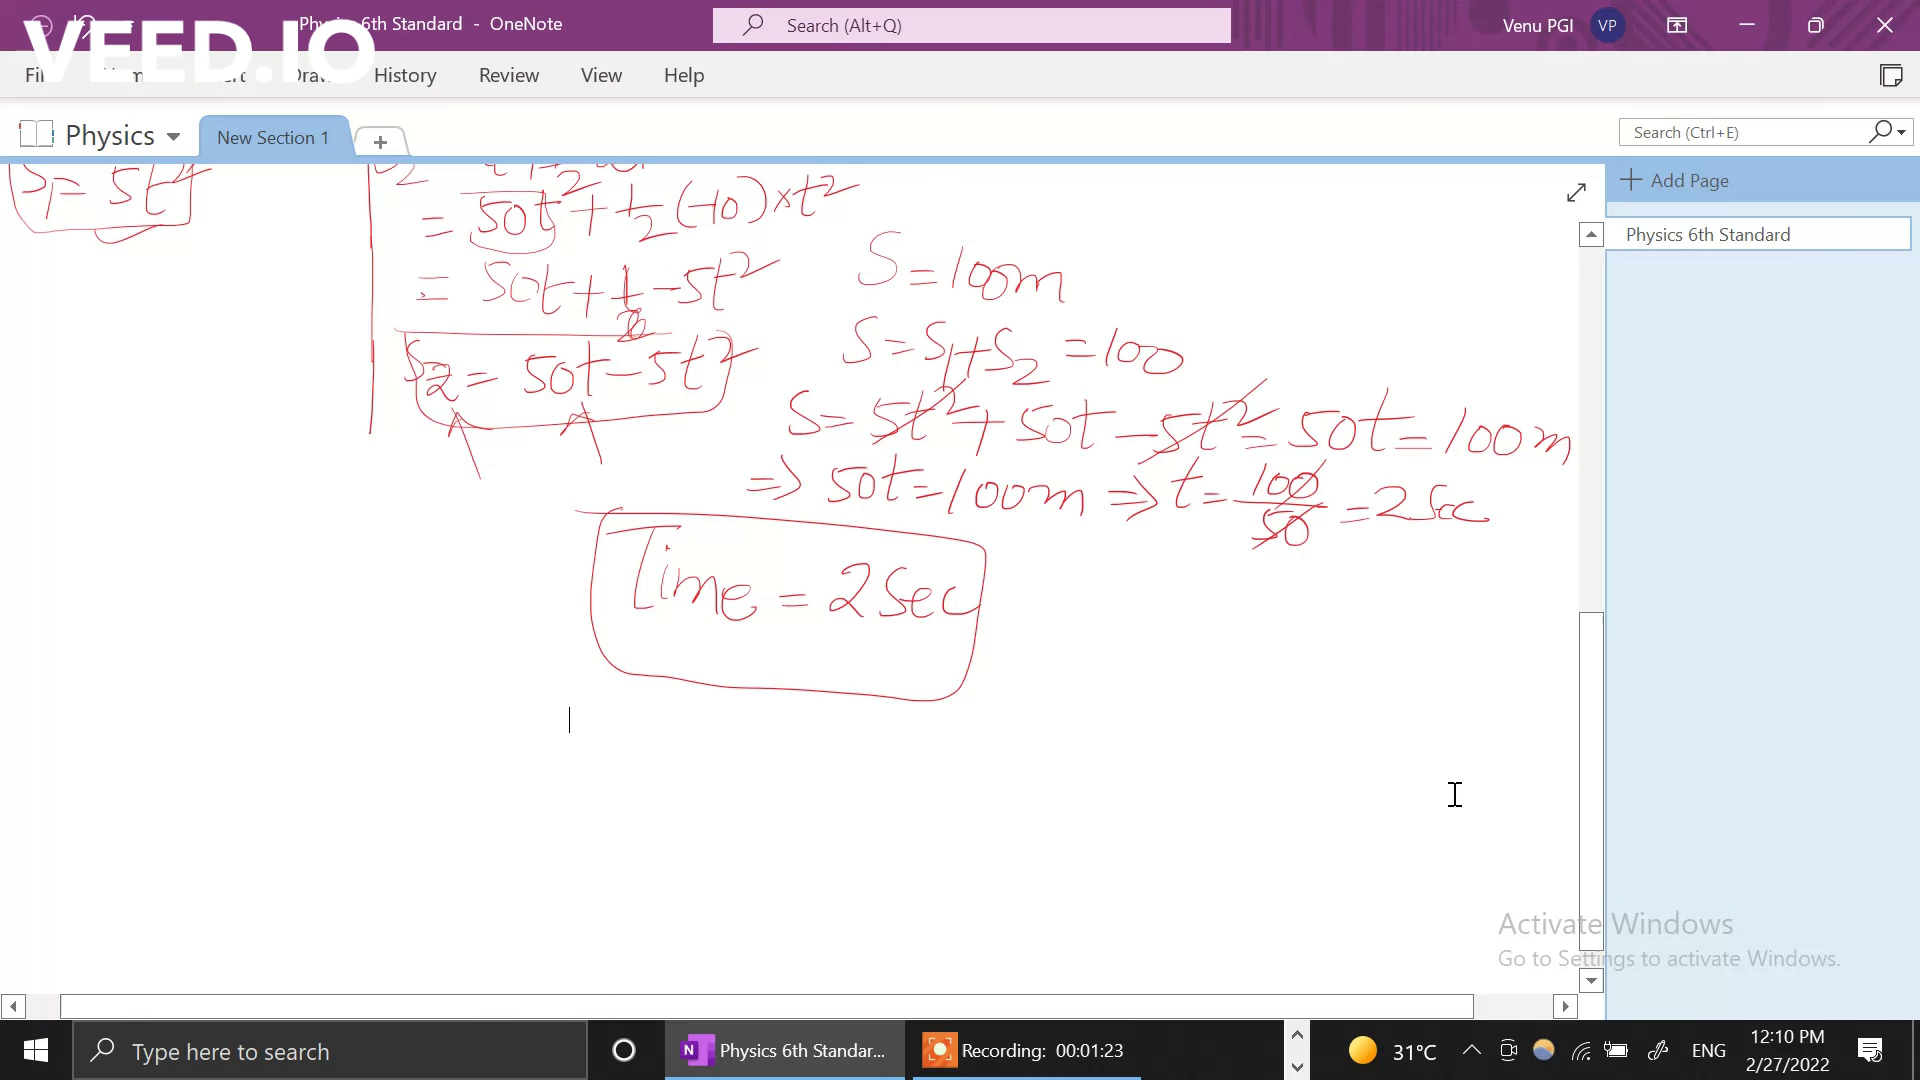 Physics 6th Standard - OneNote
Search (Alt+Q)
Venu PGI
VP
VEED.IO
History
Review
View
Help
Physics
New Section 1
Search (Ctrl+E)
Add Page
Physics 6th Standard
S₁ = 5t²
= 50t + 1/2 (-10) × t²
= 50t + 1/2 - 5t²
S₂ = 50t - 5t²
S = 100m
S = S₁ + S₂ = 100
S = 5t² + 50t - 5t² = 50t = 100m
⇒ 50t = 100m ⇒ t = 100/50 = 2 Sec
Time = 2 Sec
Activate Windows
Go to Settings to activate Windows.
Type here to search
Physics 6th Standar...
Recording: 00:01:23
31°C
ENG
12:10 PM
2/27/2022